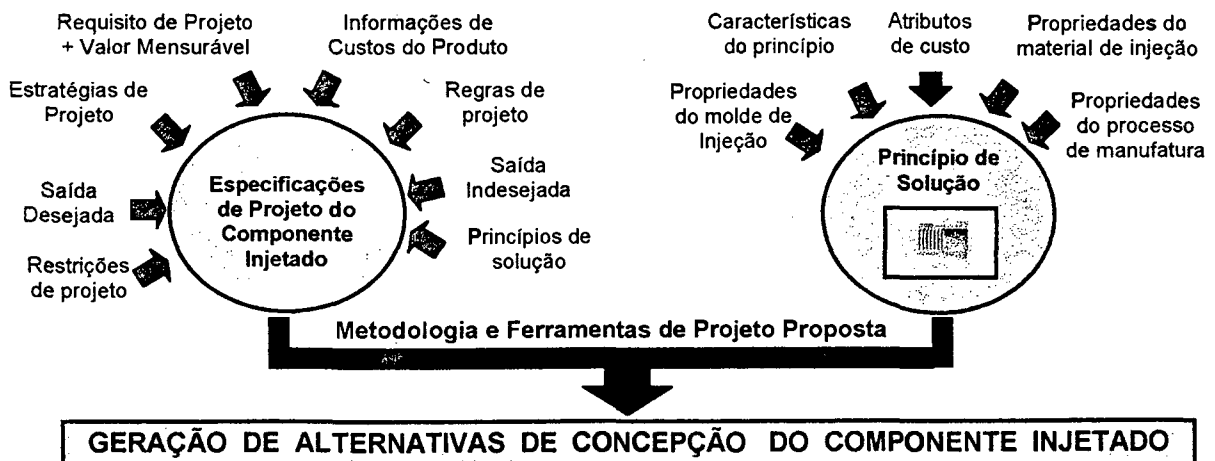 Requisito de Projeto
+ Valor Mensurável
Informações de
Custos do Produto
Estratégias de
Projeto
Regras de
projeto
Saída
Desejada
Especificações
de Projeto do
Componente
Injetado
Saída
Indesejada
Restrições
de projeto
Princípios de
solução
Características
do princípio
Atributos
de custo
Propriedades do
material de injeção
Propriedades
do molde de
Injeção
Propriedades
do processo
de manufatura
Princípio de
Solução
Metodologia e Ferramentas de Projeto Proposta
GERAÇÃO DE ALTERNATIVAS DE CONCEPÇÃO DO COMPONENTE INJETADO